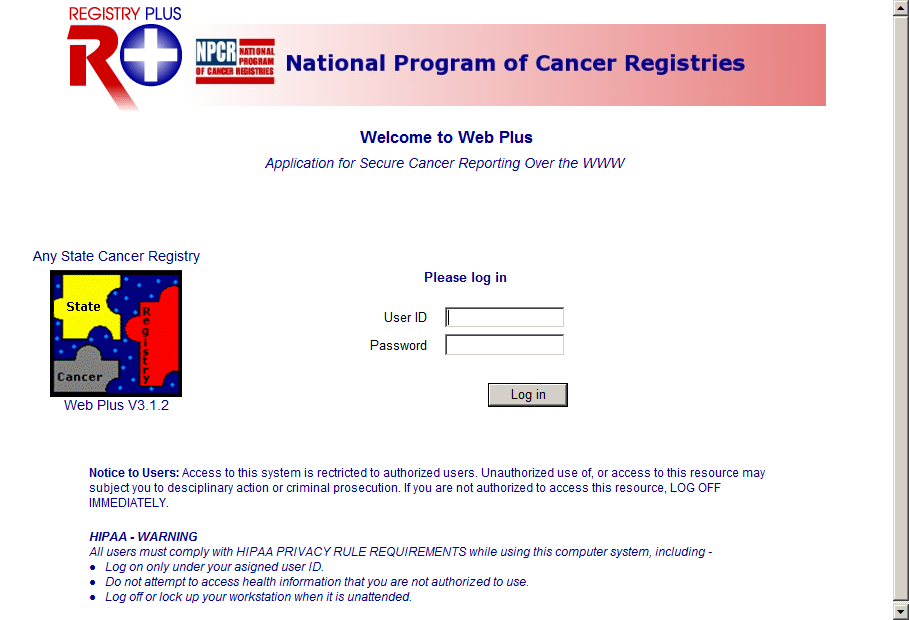 REGISTRY PLUS
R+
NPCR NATIONAL
PROGRAM
OF CANCER REGISTRIES
National Program of Cancer Registries
Welcome to Web Plus
Application for Secure Cancer Reporting Over the WWW
Any State Cancer Registry
State
Registry
Cancer
Web Plus V3.1.2
Please log in
User ID
Password
Log in
Notice to Users: Access to this system is rectricted to authorized users. Unauthorized use of, or access to this resource may
subject you to desciplinary action or criminal prosecution. If you are not authorized to access this resource, LOG OFF
IMMEDIATELY.
HIPAA - WARNING
All users must comply with HIPAA PRIVACY RULE REQUIREMENTS while using this computer system, including -
● Log on only under your asigned user ID.
● Do not attempt to access health information that you are not authorized to use.
● Log off or lock up your workstation when it is unattended.